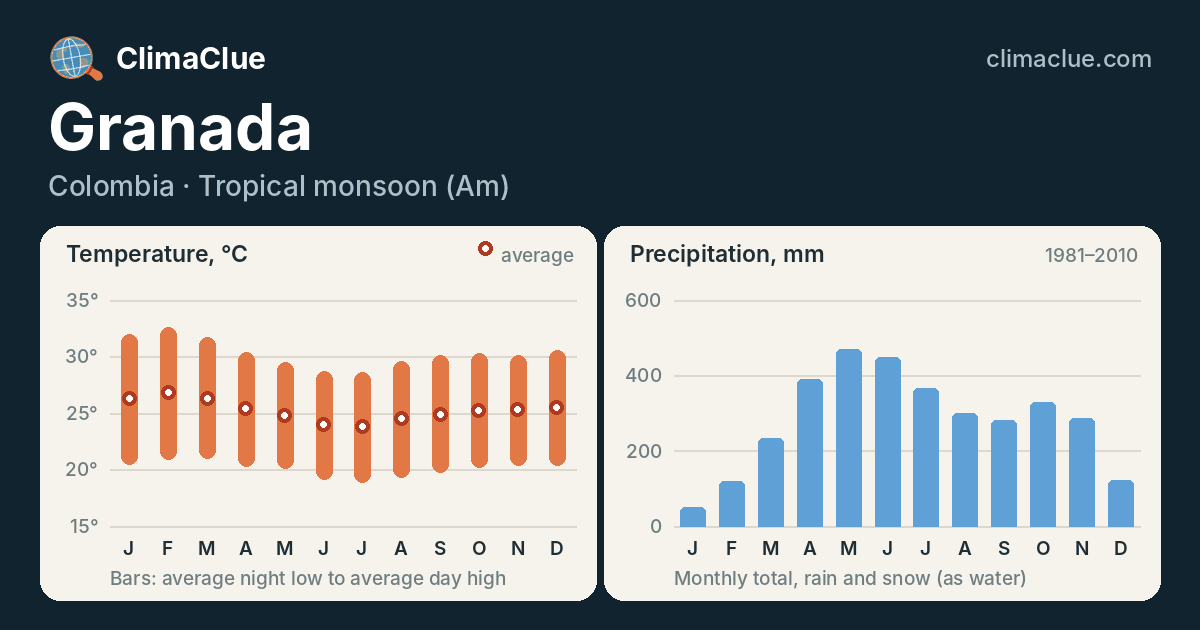 ClimaClue
climaclue.com
Granada
Colombia · Tropical monsoon (Am)
Temperature, °C
average
35°
30°
25°
20°
15°
J F M A M J J A S O N D
Bars: average night low to average day high
Precipitation, mm
1981–2010
600
400
200
0
J F M A M J J A S O N D
Monthly total, rain and snow (as water)